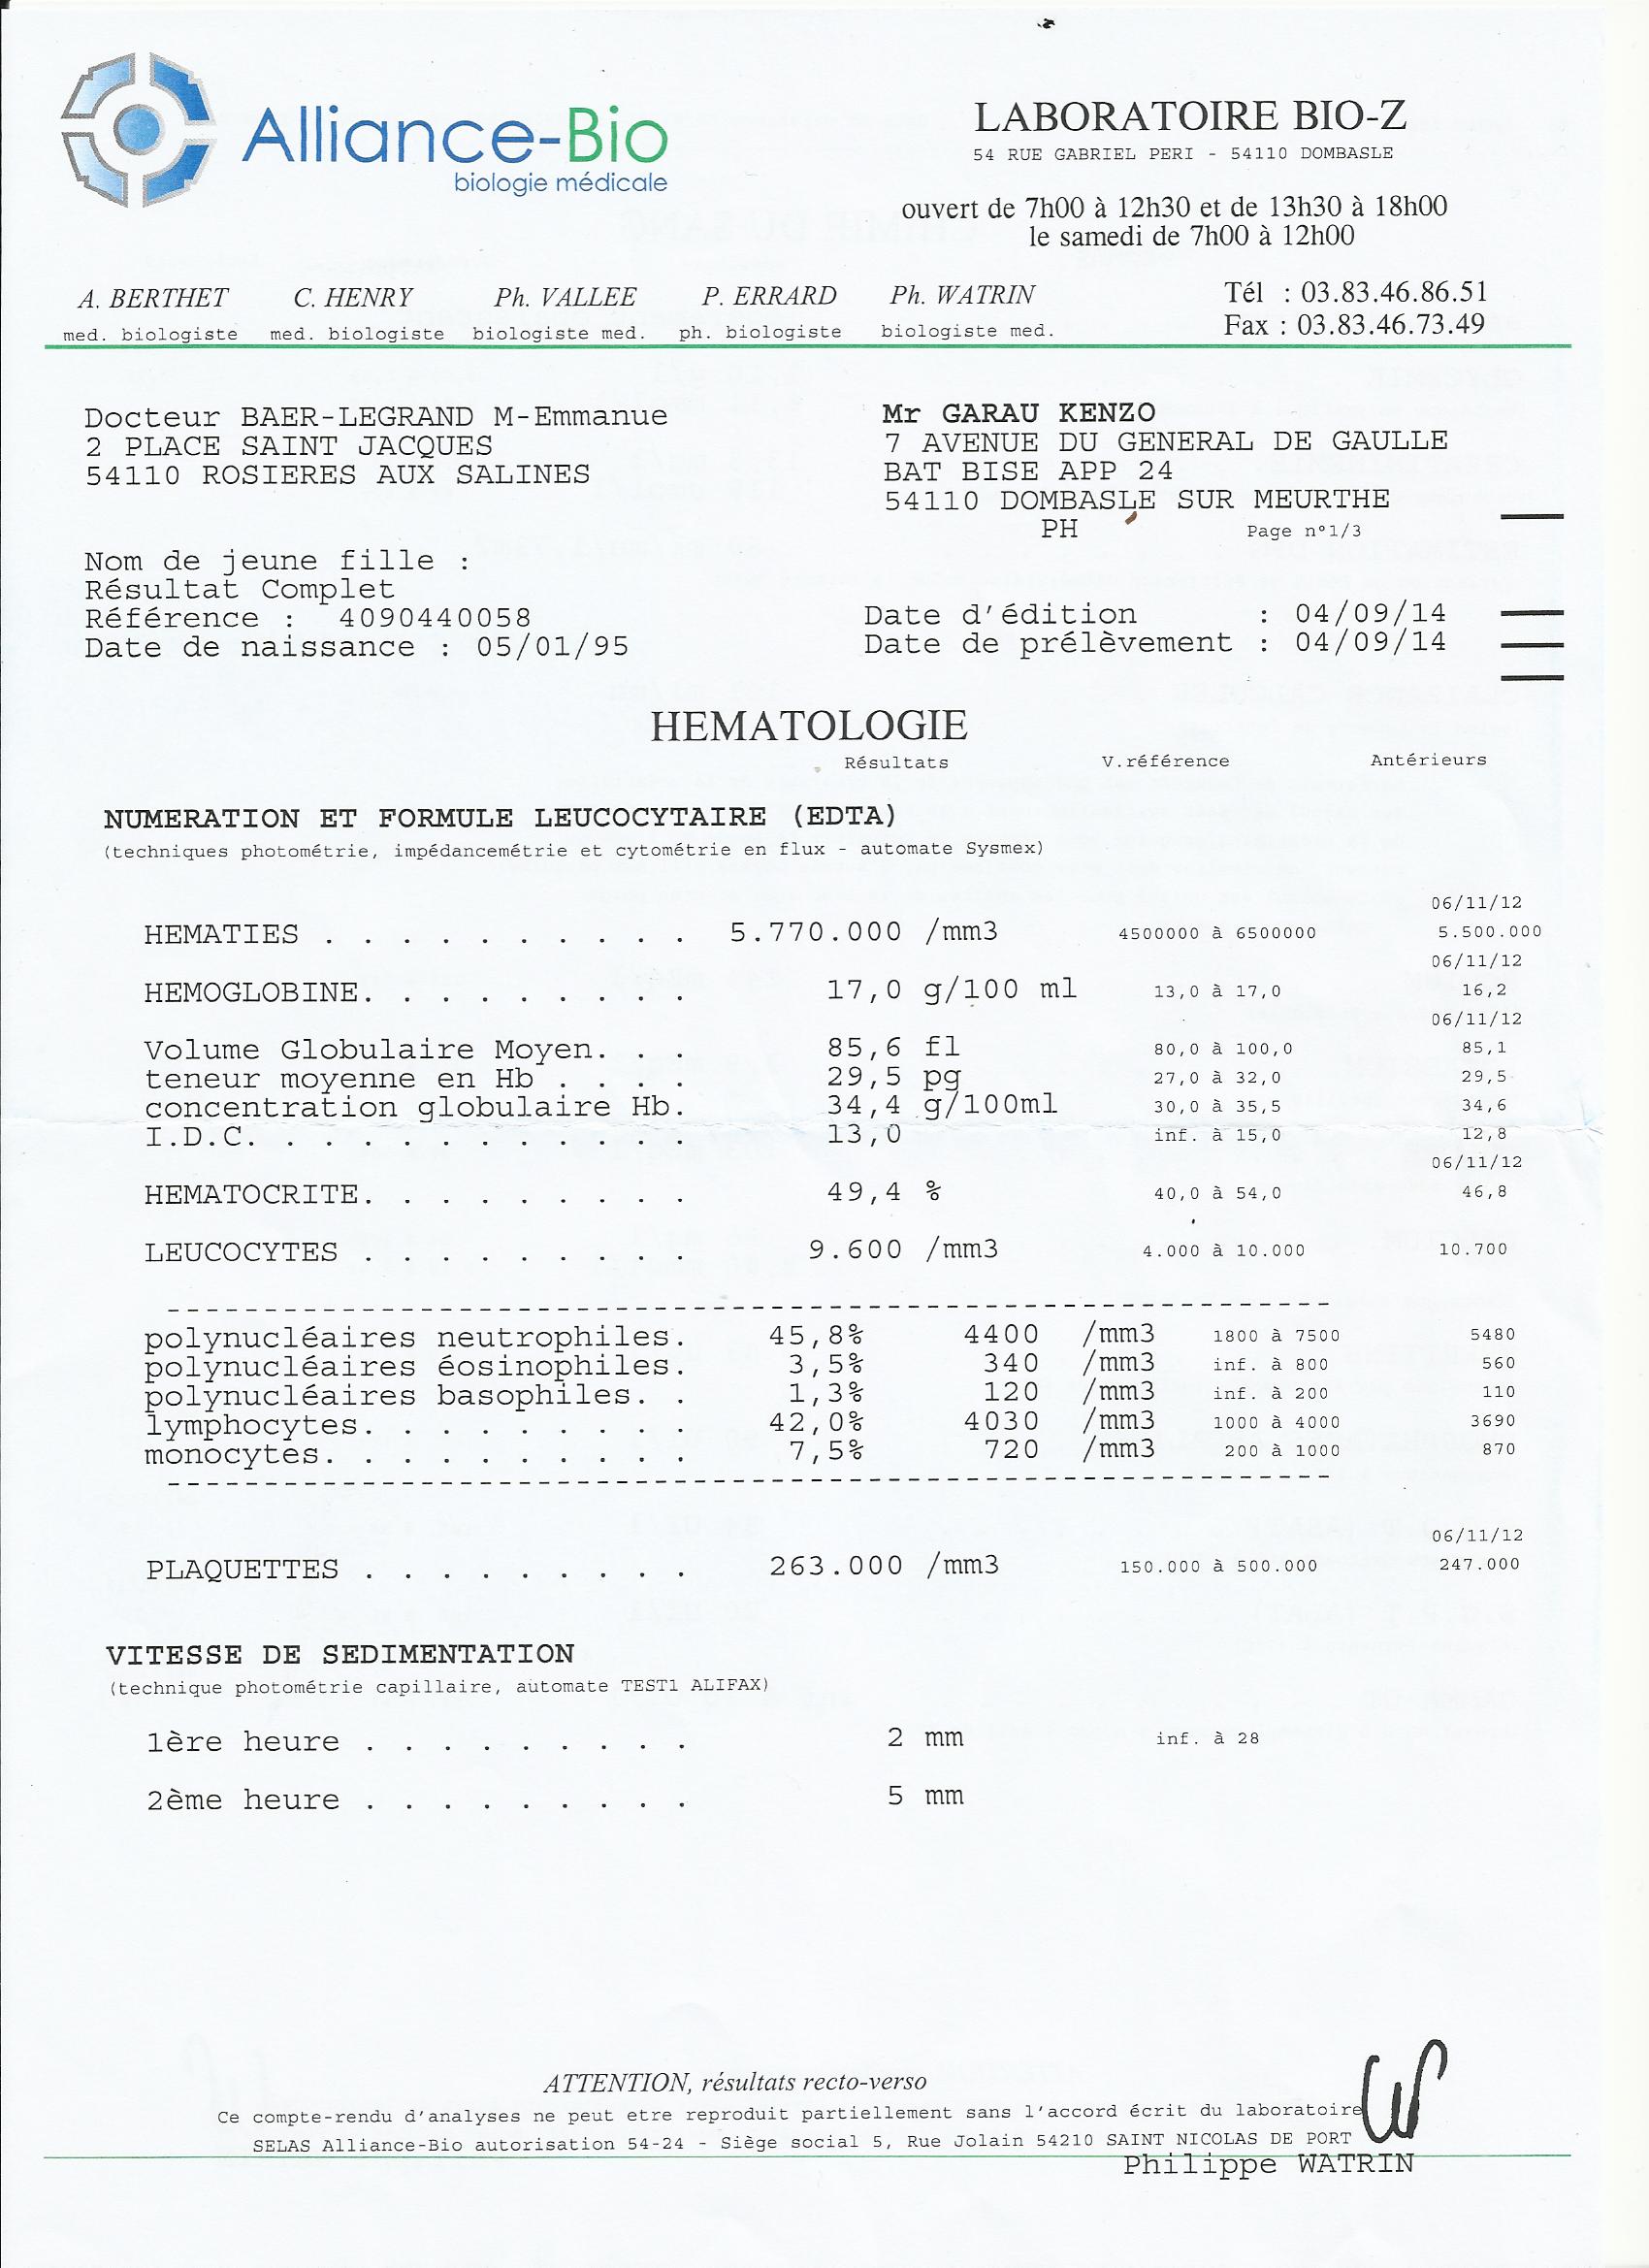 Alliance-Bio
biologie médicale
LABORATOIRE BIO-Z
54 RUE GABRIEL PERI - 54110 DOMBASLE
ouvert de 7h00 à 12h30 et de 13h30 à 18h00
le samedi de 7h00 à 12h00
A. BERTHET C. HENRY Ph. VALLEE P. ERRARD Ph. WATRIN
med. biologiste med. biologiste biologiste med. ph. biologiste biologiste med.
Tél : 03.83.46.86.51
Fax : 03.83.46.73.49
Docteur BAER-LEGRAND M-Emmanue
2 PLACE SAINT JACQUES
54110 ROSIERES AUX SALINES
Mr GARAU KENZO
7 AVENUE DU GENERAL DE GAULLE
BAT BISE APP 24
54110 DOMBASLE SUR MEURTHE
PH Page n°1/3
Nom de jeune fille :
Résultat Complet
Référence : 4090440058
Date de naissance : 05/01/95
Date d'édition : 04/09/14
Date de prélèvement : 04/09/14
HEMATOLOGIE
Résultats V.référence Antérieurs
NUMERATION ET FORMULE LEUCOCYTAIRE (EDTA)
(techniques photométrie, impédancemétrie et cytométrie en flux - automate Sysmex)
06/11/12
HEMATIES . . . . . . . . . . . 5.770.000 /mm3 4500000 à 6500000 5.500.000
06/11/12
HEMOGLOBINE. . . . . . . . . . 17,0 g/100 ml 13,0 à 17,0 16,2
06/11/12
Volume Globulaire Moyen. . . 85,6 fl 80,0 à 100,0 85,1
teneur moyenne en Hb . . . . 29,5 pg 27,0 à 32,0 29,5
concentration globulaire Hb. 34,4 g/100ml 30,0 à 35,5 34,6
I.D.C. . . . . . . . . . . . . 13,0 inf. à 15,0 12,8
06/11/12
HEMATOCRITE. . . . . . . . . . 49,4 % 40,0 à 54,0 46,8
LEUCOCYTES . . . . . . . . . . 9.600 /mm3 4.000 à 10.000 10.700
polynucléaires neutrophiles. 45,8% 4400 /mm3 1800 à 7500 5480
polynucléaires éosinophiles. 3,5% 340 /mm3 inf. à 800 560
polynucléaires basophiles. . 1,3% 120 /mm3 inf. à 200 110
lymphocytes. . . . . . . . . . 42,0% 4030 /mm3 1000 à 4000 3690
monocytes. . . . . . . . . . . 7,5% 720 /mm3 200 à 1000 870
06/11/12
PLAQUETTES . . . . . . . . . . 263.000 /mm3 150.000 à 500.000 247.000
VITESSE DE SEDIMENTATION
(technique photométrie capillaire, automate TEST1 ALIFAX)
1ère heure . . . . . . . . . . 2 mm inf. à 28
2ème heure . . . . . . . . . . 5 mm
ATTENTION, résultats recto-verso
Ce compte-rendu d'analyses ne peut etre reproduit partiellement sans l'accord écrit du laboratoire
SELAS Alliance-Bio autorisation 54-24 - Siège social 5, Rue Jolain 54210 SAINT NICOLAS DE PORT
Philippe WATRIN